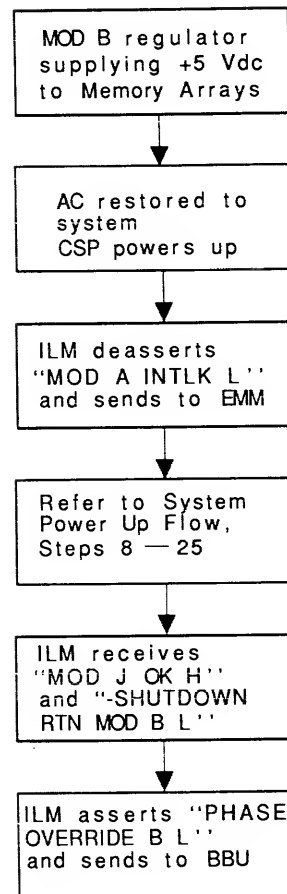 MOD B regulator
supplying +5 Vdc
to Memory Arrays
AC restored to
system
CSP powers up
ILM deasserts
“MOD A INTLK L’’
and sends to EMM
Refer to System
Power Up Flow,
Steps 8 — 25
ILM receives
“MOD J OK H’’
and “-SHUTDOWN
RTN MOD B L’’
ILM asserts “PHASE
OVERRIDE B L’’
and sends to BBU